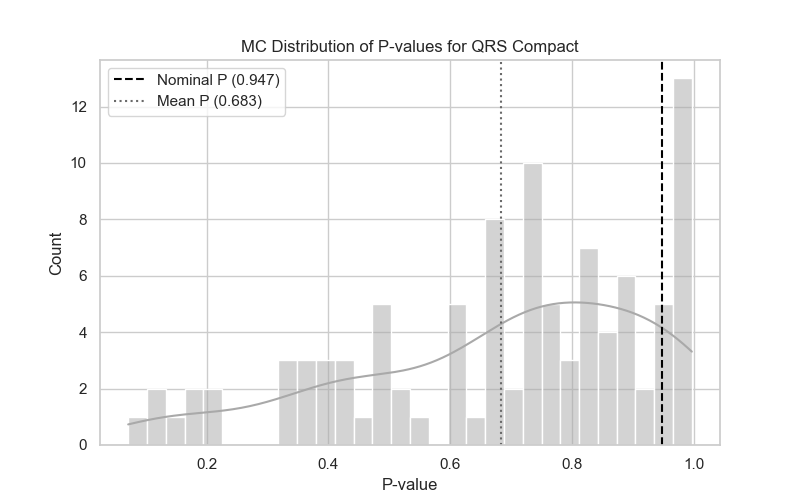 MC Distribution of P-values for QRS Compact
Nominal P (0.947)
Mean P (0.683)
Count
12
10
8
6
4
2
0
0.2 0.4 0.6 0.8 1.0
P-value